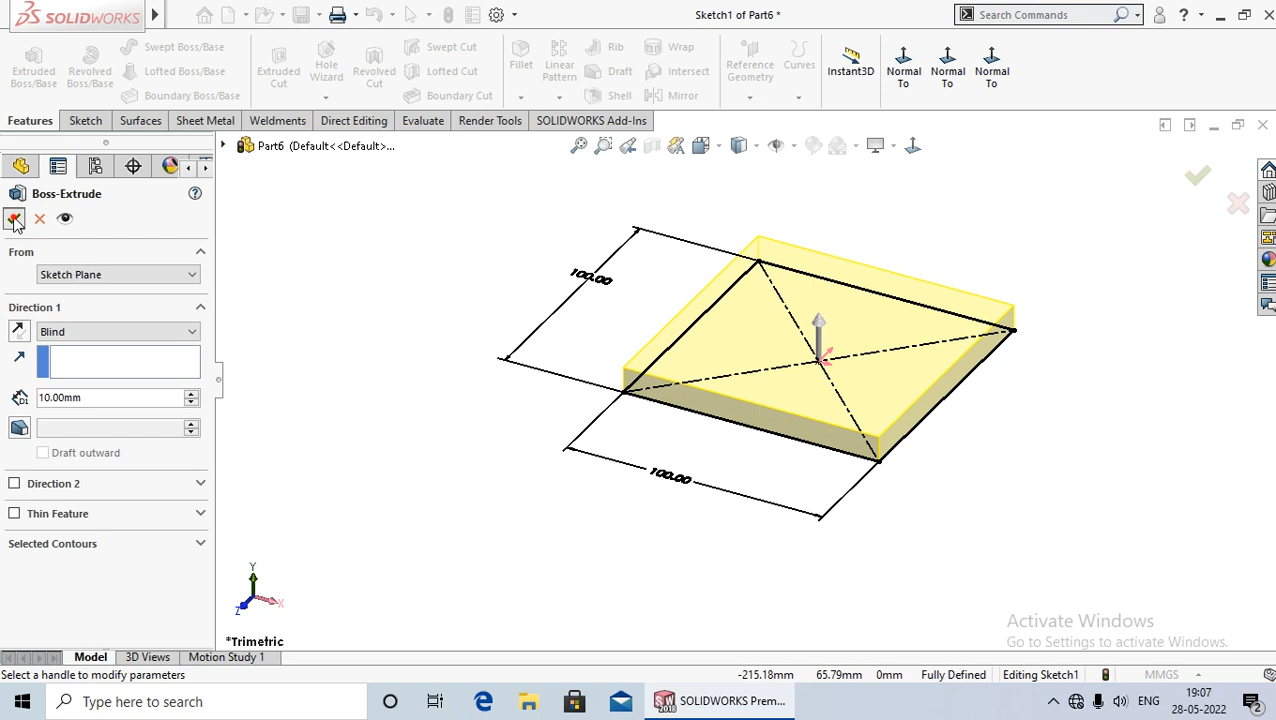 SOLIDWORKS
Sketch1 of Part6 *
Search Commands
Extruded Boss/Base
Revolved Boss/Base
Swept Boss/Base
Lofted Boss/Base
Boundary Boss/Base
Extruded Cut
Hole Wizard
Revolved Cut
Swept Cut
Lofted Cut
Boundary Cut
Fillet
Linear Pattern
Rib
Draft
Shell
Wrap
Intersect
Mirror
Reference Geometry
Curves
Instant3D
Normal To
Normal To
Normal To
Features
Sketch
Surfaces
Sheet Metal
Weldments
Direct Editing
Evaluate
Render Tools
SOLIDWORKS Add-Ins
Part6 (Default<<Default>...
Boss-Extrude
From
Sketch Plane
Direction 1
Blind
10.00mm
Draft outward
Direction 2
Thin Feature
Selected Contours
100.00
100.00
Y
X
Z
*Trimetric
Activate Windows
Go to Settings to activate Windows.
Model
3D Views
Motion Study 1
Select a handle to modify parameters
-215.18mm
65.79mm
0mm
Fully Defined
Editing Sketch1
MMGS
Type here to search
SOLIDWORKS Prem...
ENG
19:07
28-05-2022
2